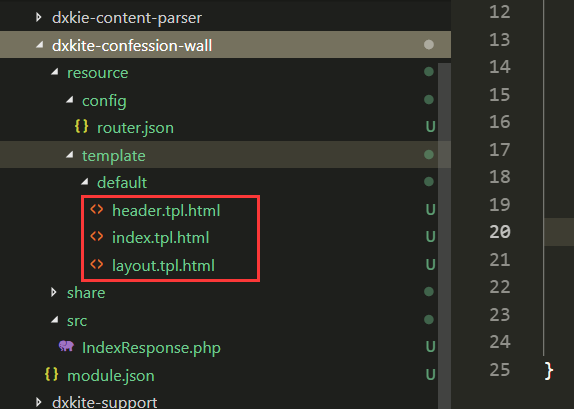 dxkie-content-parser
dxkite-confession-wall
resource
config
{} router.json U
template
default
<> header.tpl.html U
<> index.tpl.html U
<> layout.tpl.html U
share
src
IndexResponse.php U
{} module.json U
dxkite-support
12
13
14
15
16
17
18
19
20
21
22
23
24
25 }